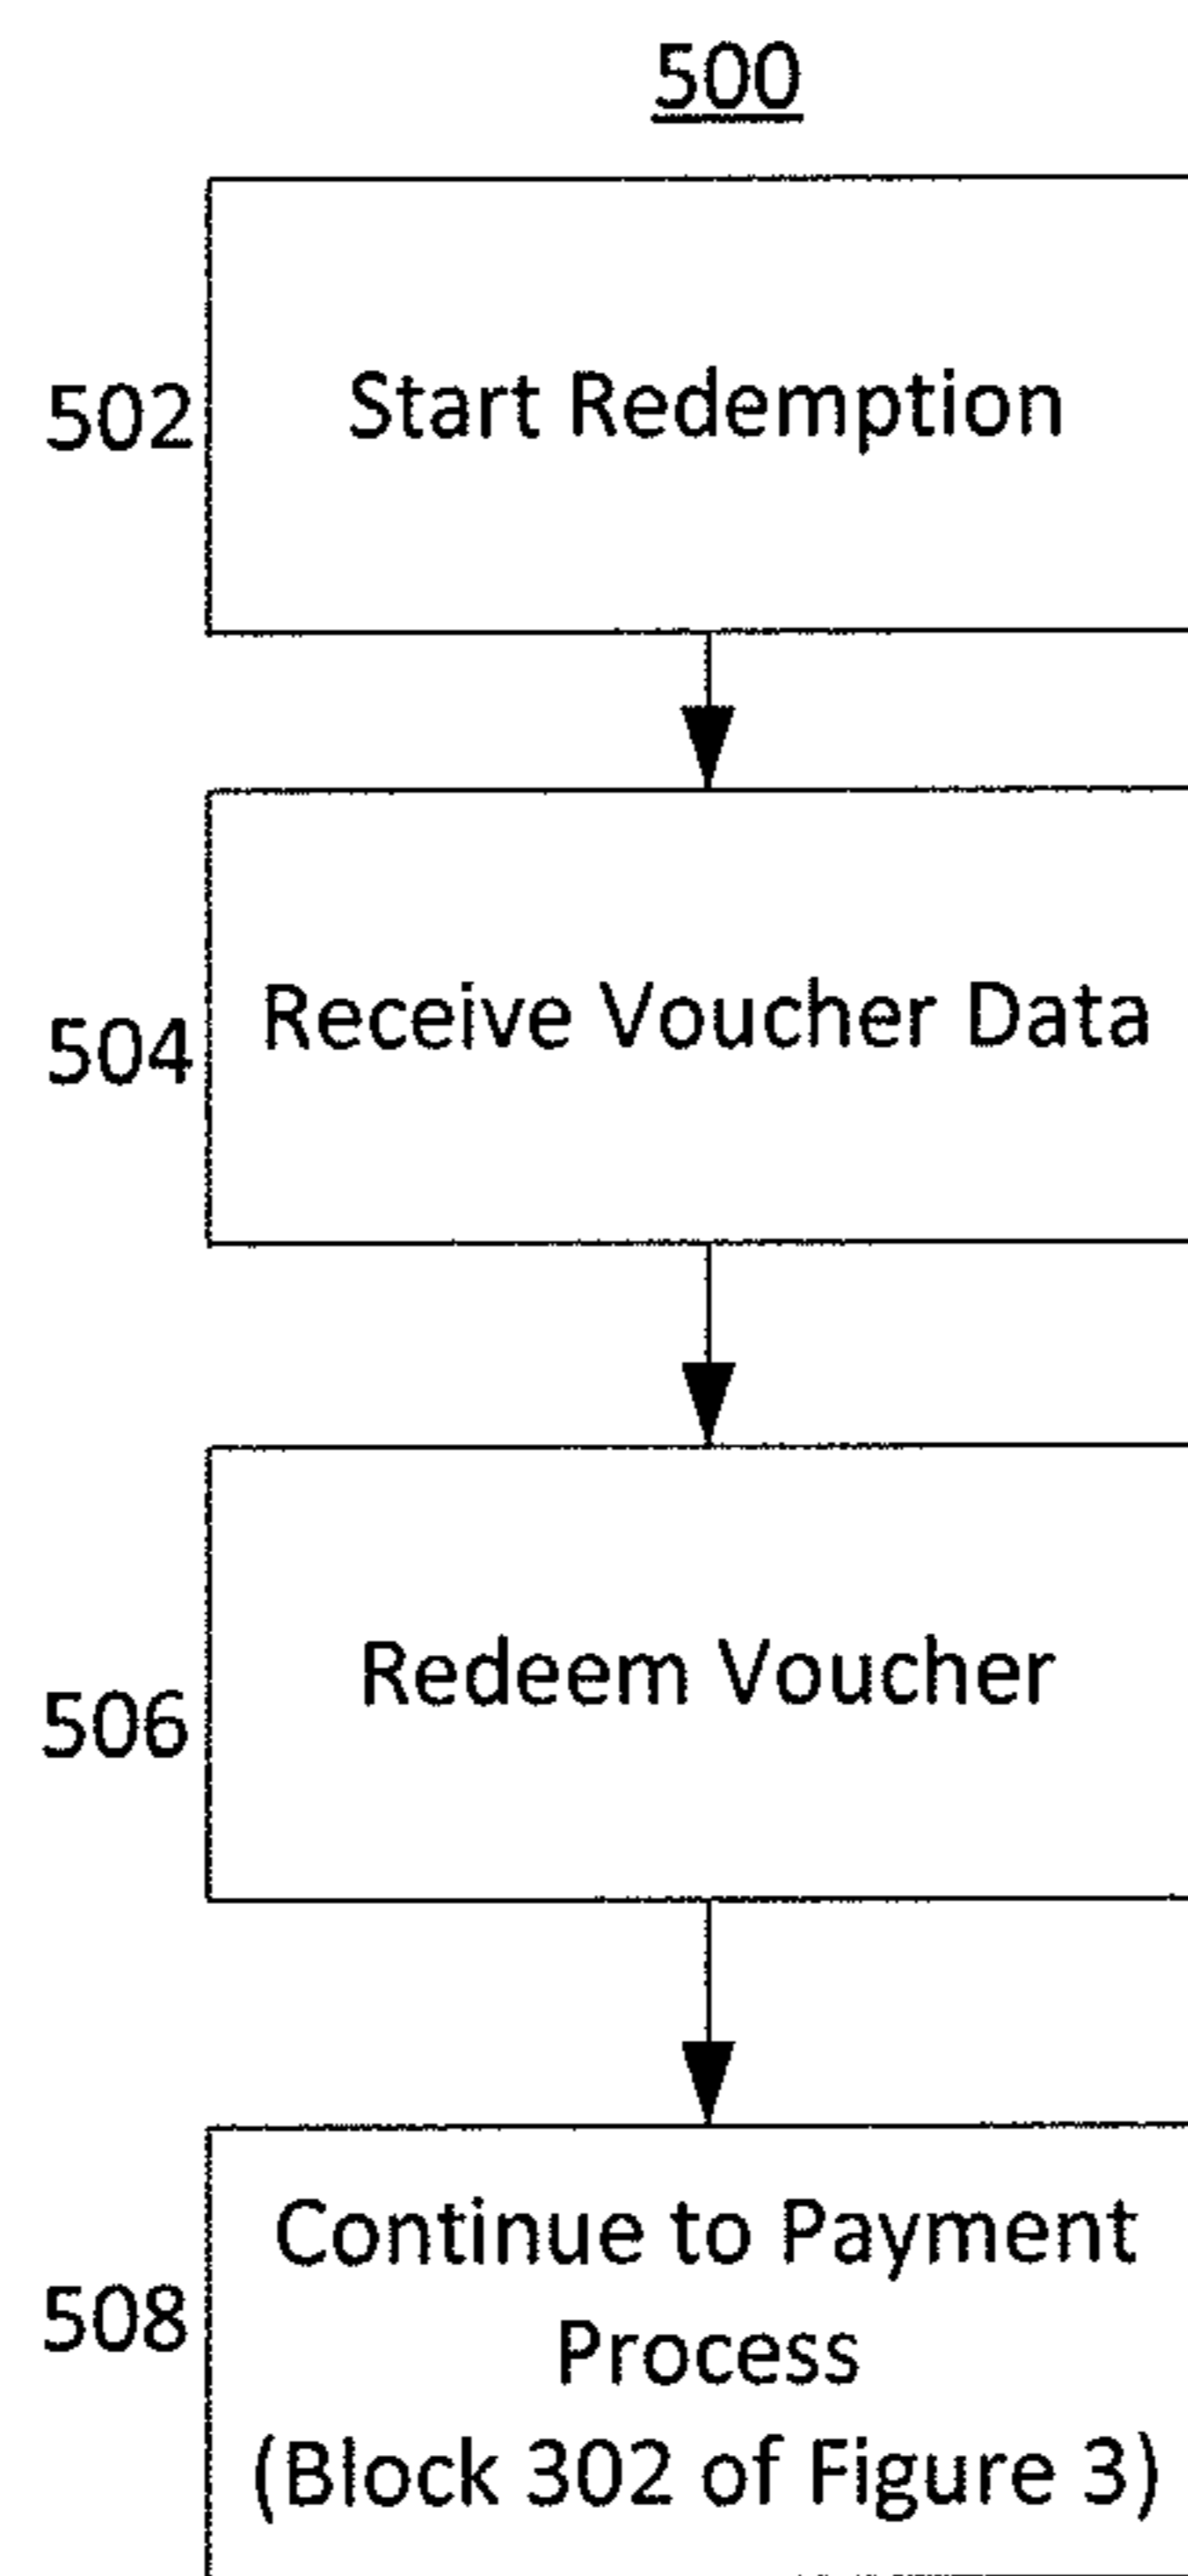 500
502
Start Redemption
504
Receive Voucher Data
506
Redeem Voucher
508
Continue to Payment
Process
(Block 302 of Figure 3)